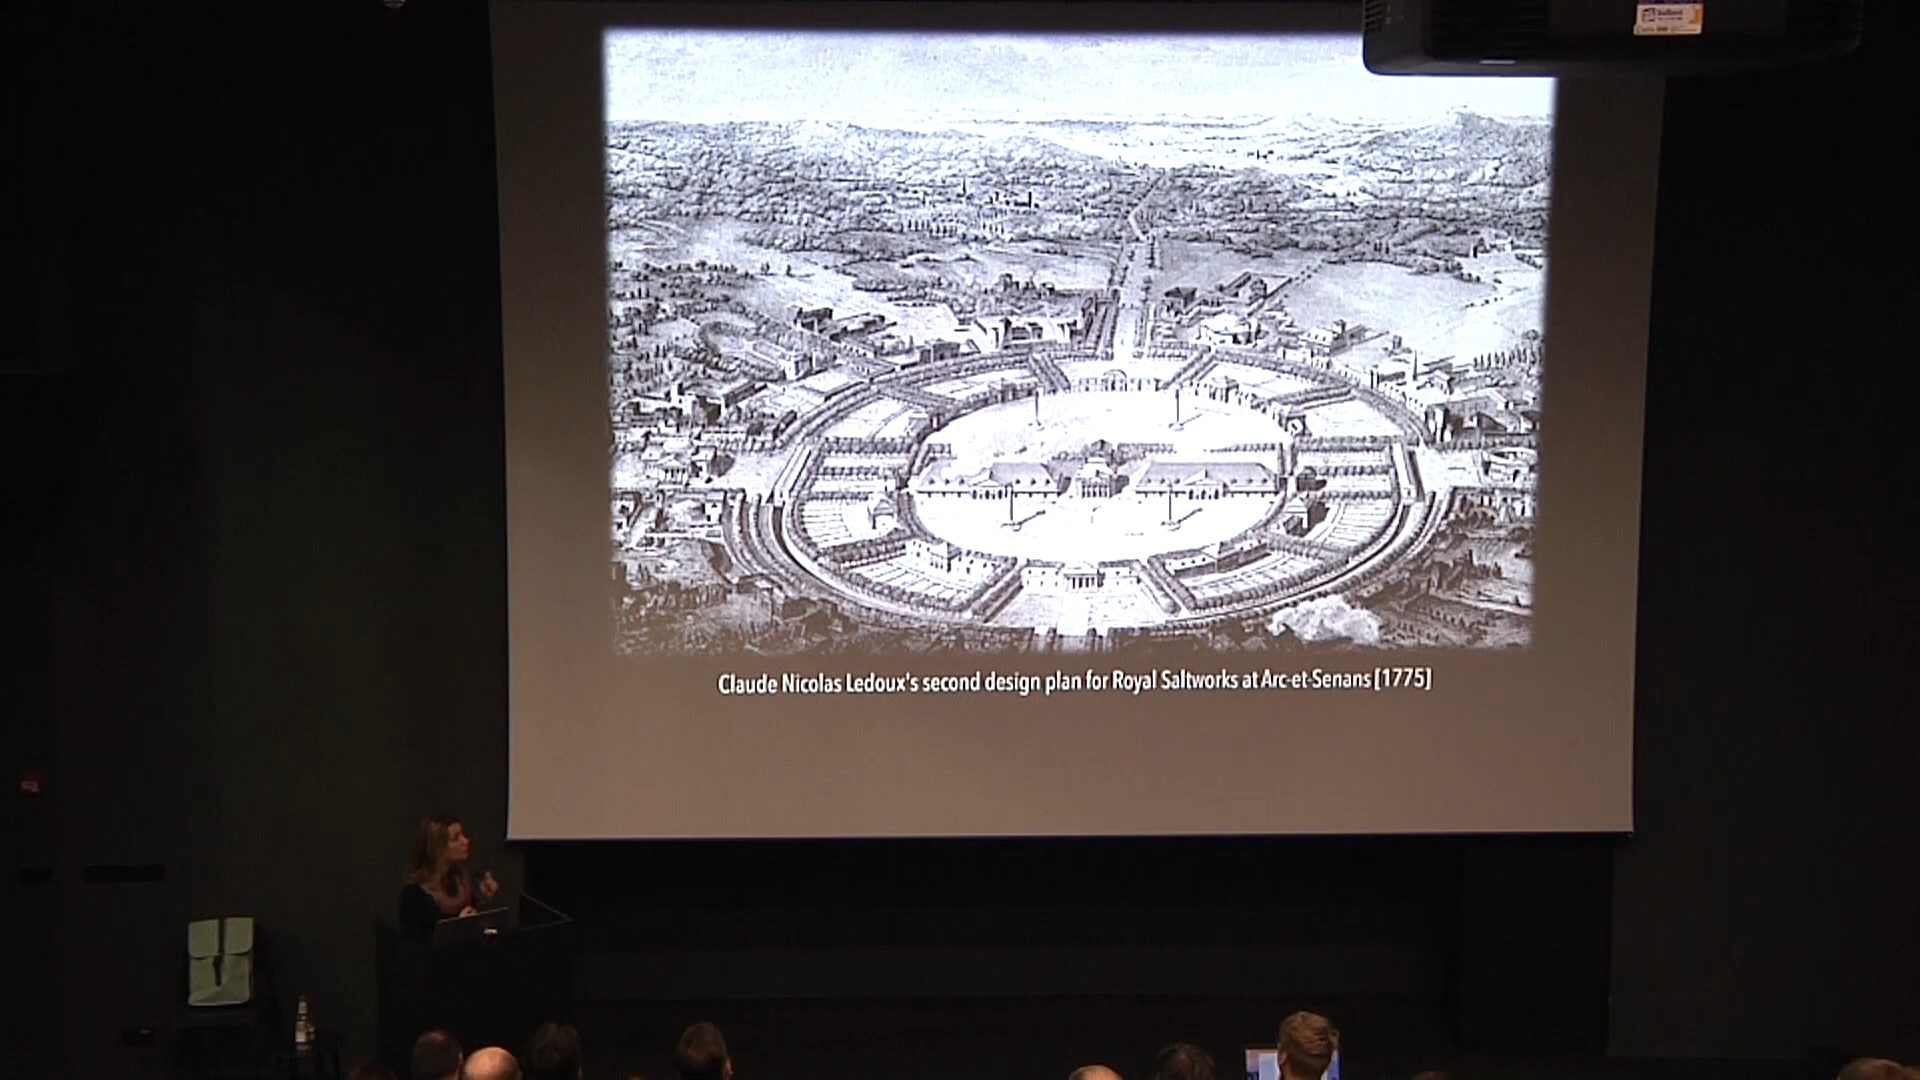 Claude Nicolas Ledoux's second design plan for Royal Saltworks at Arc-et-Senans [1775]